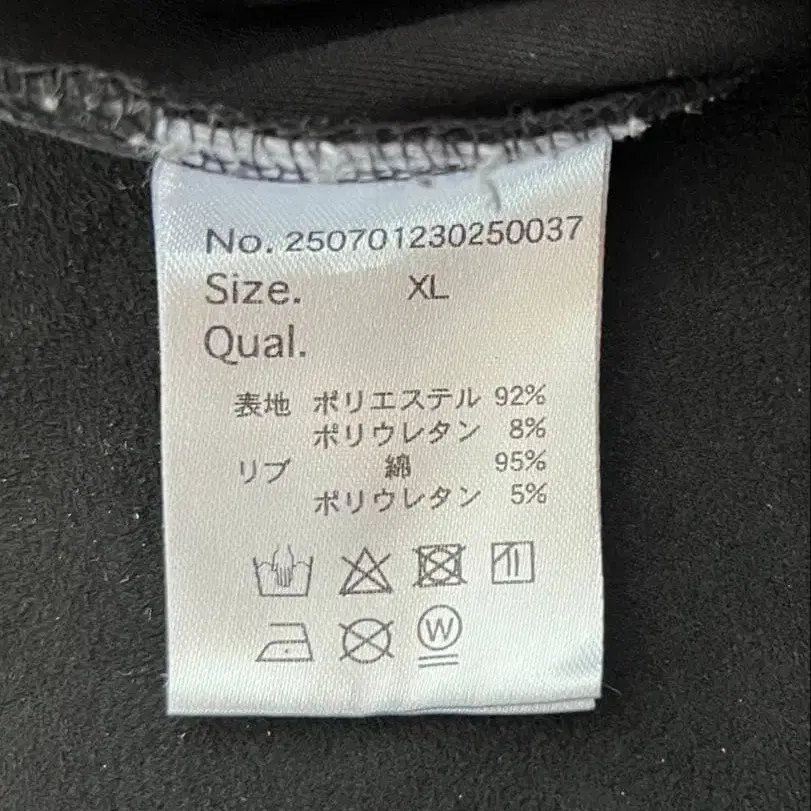 No. 250701230250037
Size. XL
Qual.
表地 ポリエステル 92%
ポリウレタン 8%
リブ 綿 95%
ポリウレタン 5%
W